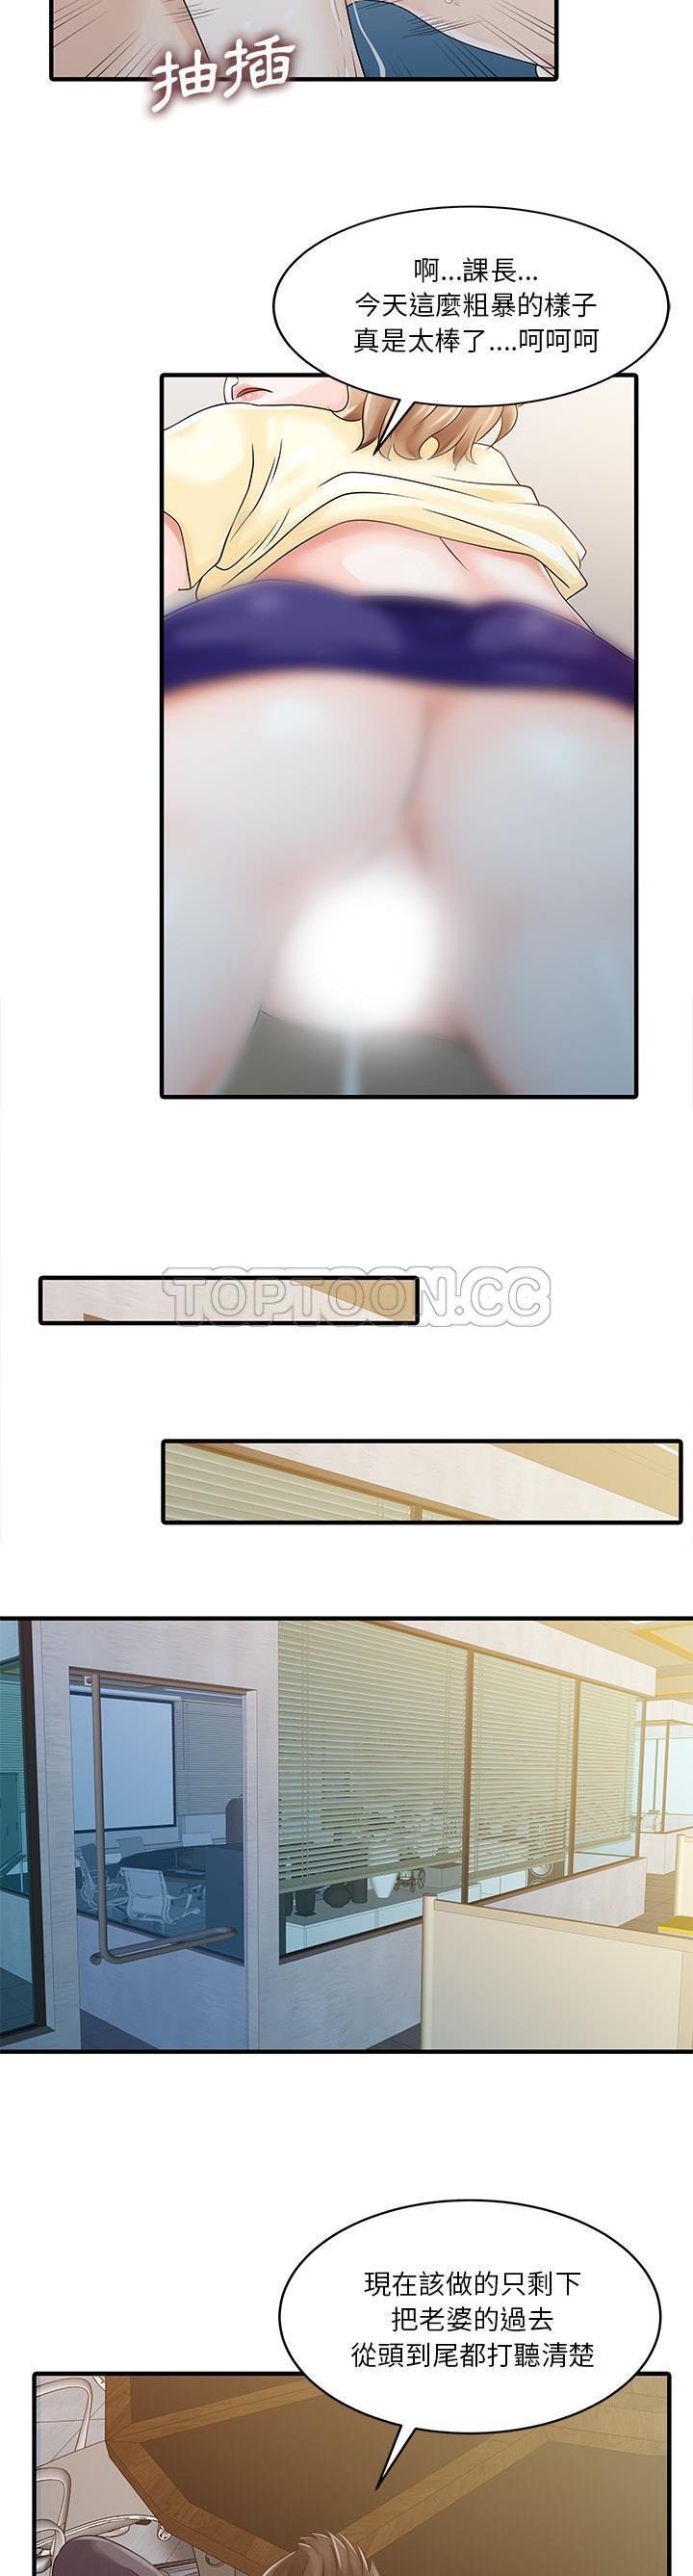 抽插
啊...課長...
今天這麼粗暴的樣子
真是太棒了....呵呵呵
TOPTOON.CC
現在該做的只剩下
把老婆的過去
從頭到尾都打聽清楚